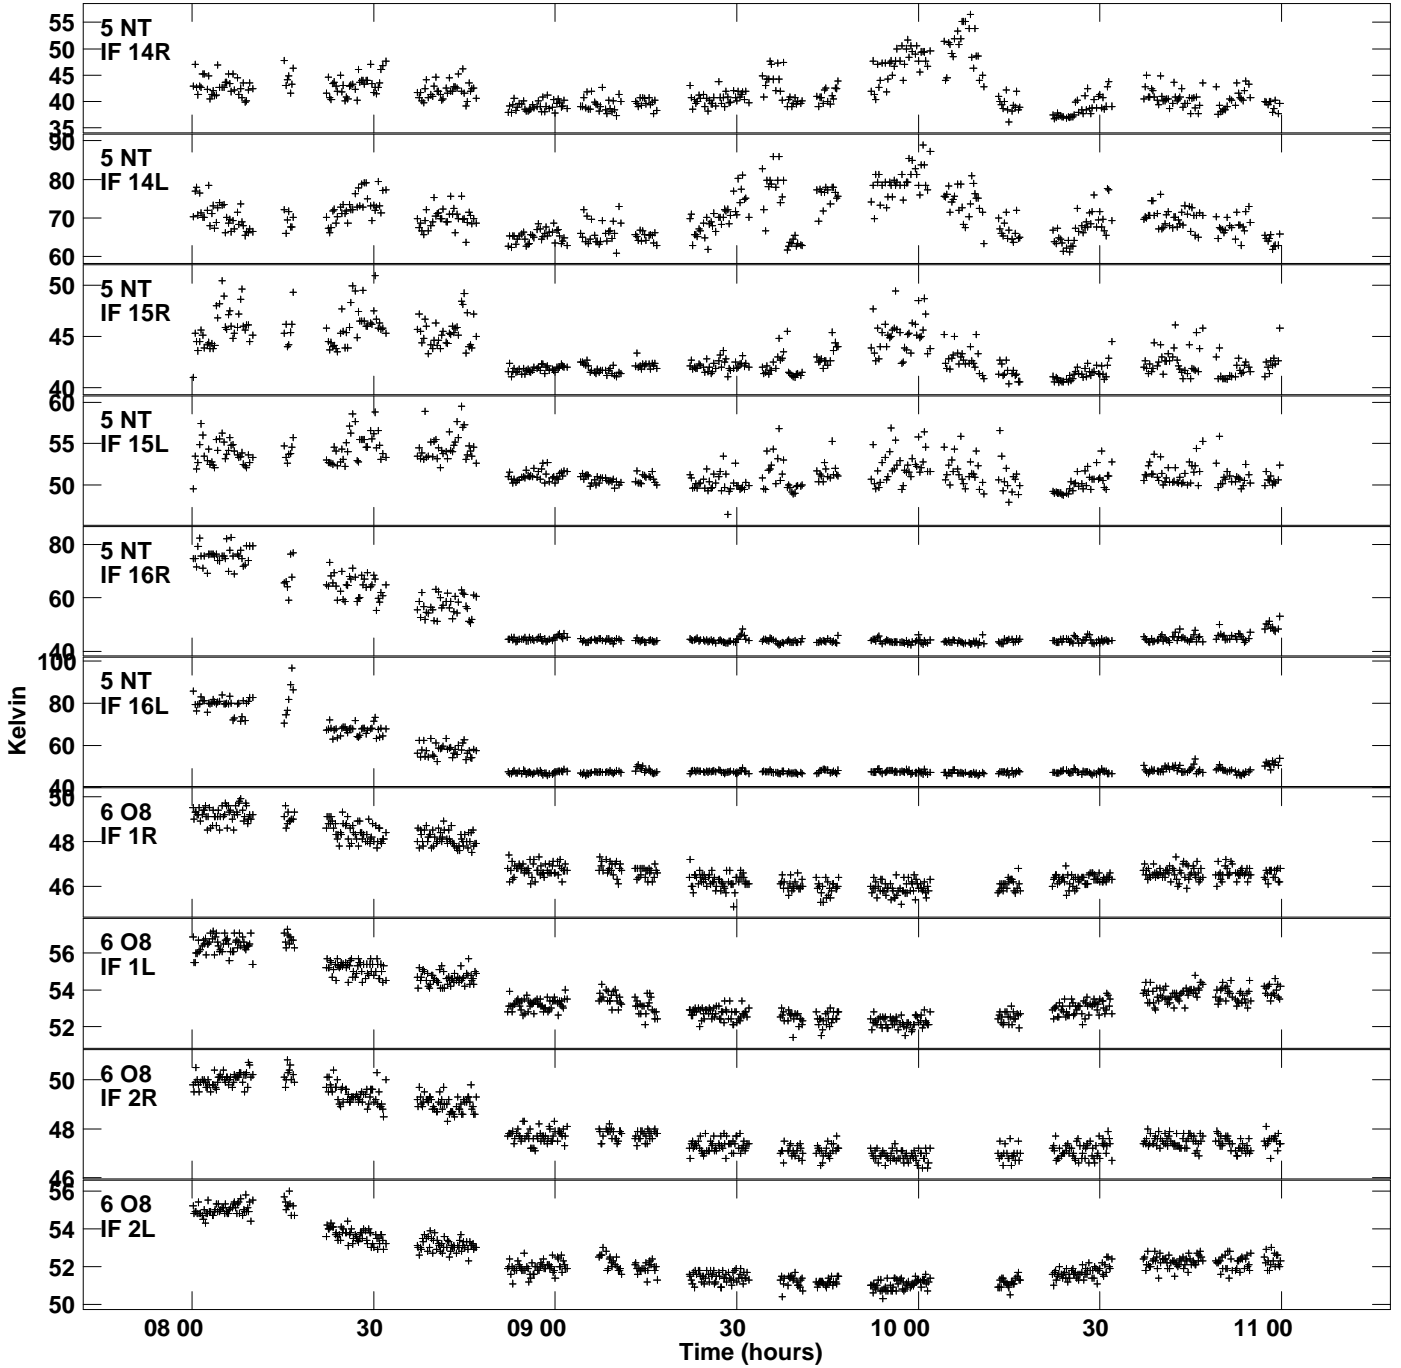 55
50
45
40
35
5 NT
IF 14R
90
80
70
60
5 NT
IF 14L
50
45
40
5 NT
IF 15R
60
55
50
5 NT
IF 15L
80
60
40
5 NT
IF 16R
100
80
60
40
5 NT
IF 16L
50
48
46
6 O8
IF 1R
56
54
52
6 O8
IF 1L
50
48
46
6 O8
IF 2R
56
54
52
50
6 O8
IF 2L
Kelvin
08 00
30
09 00
30
10 00
30
11 00
Time (hours)